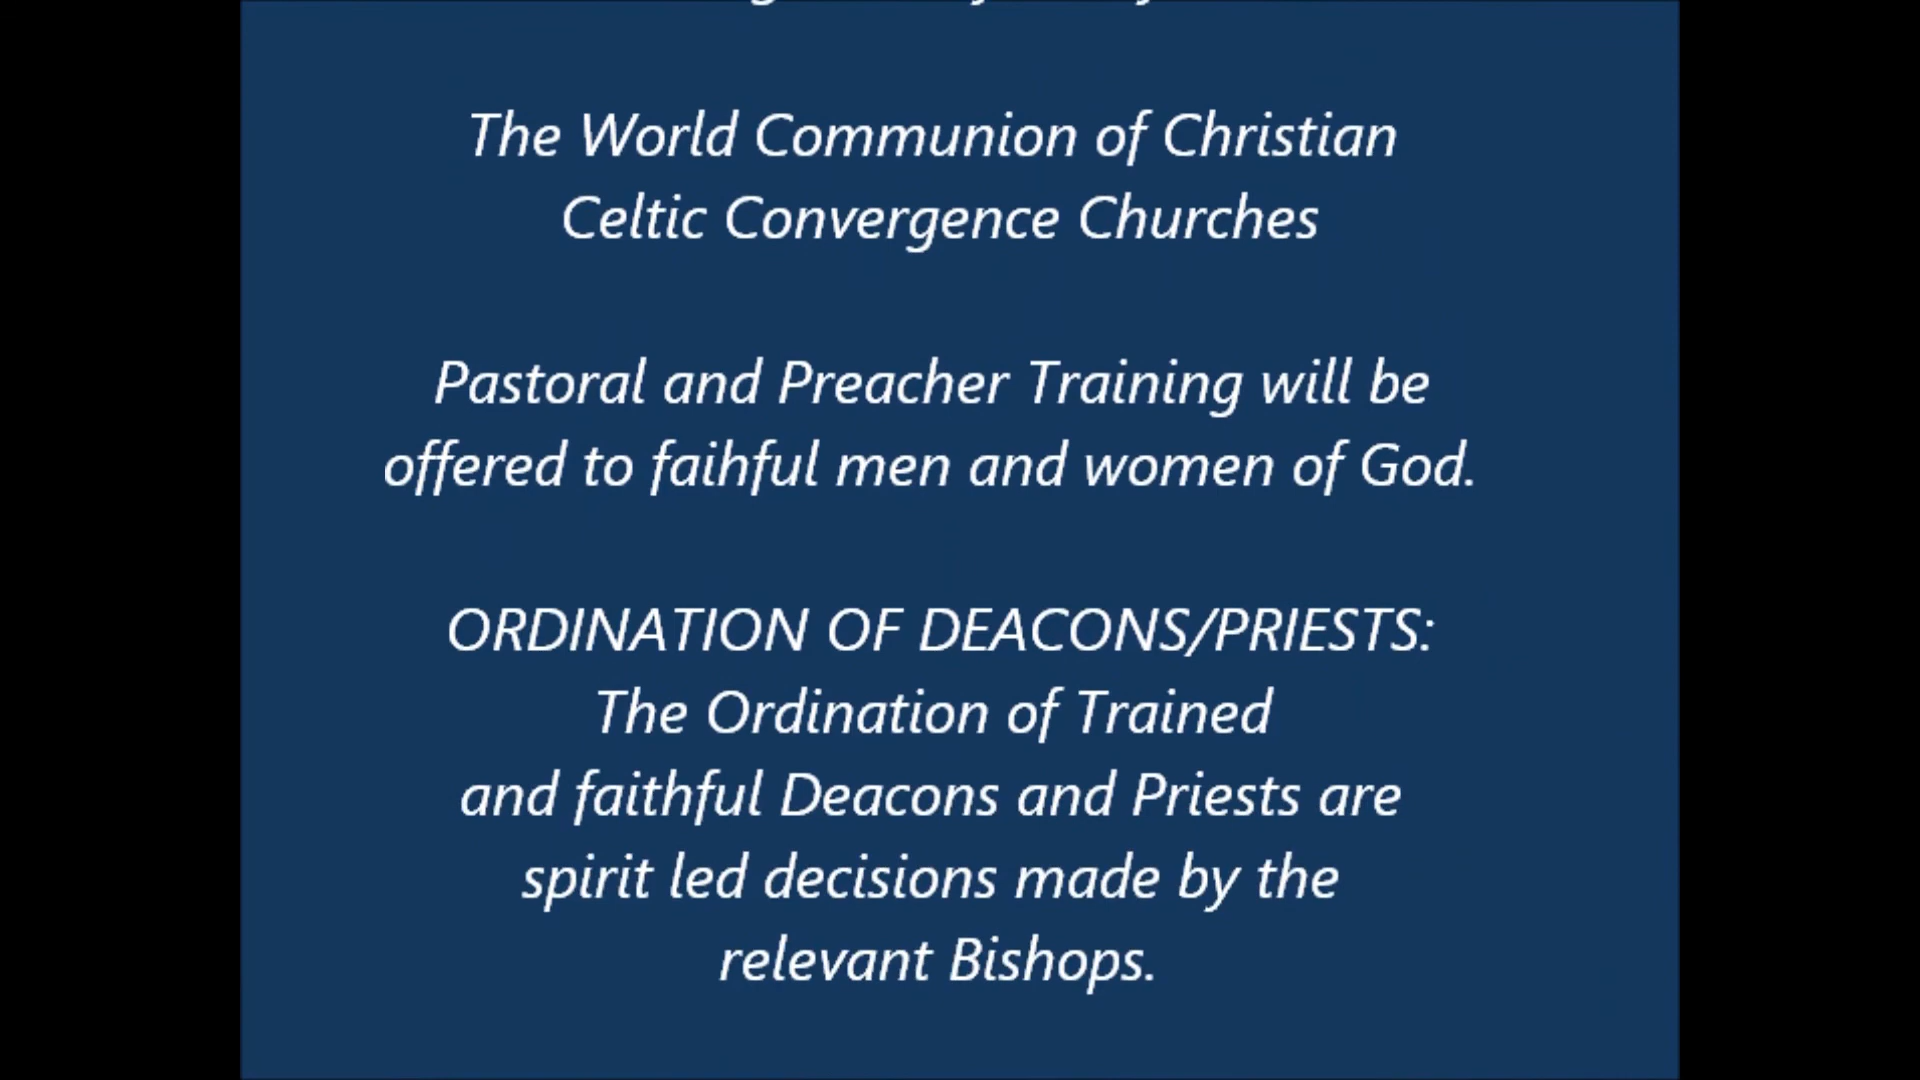 The World Communion of Christian
Celtic Convergence Churches
Pastoral and Preacher Training will be
offered to faihful men and women of God.
ORDINATION OF DEACONS/PRIESTS:
The Ordination of Trained
and faithful Deacons and Priests are
spirit led decisions made by the
relevant Bishops.